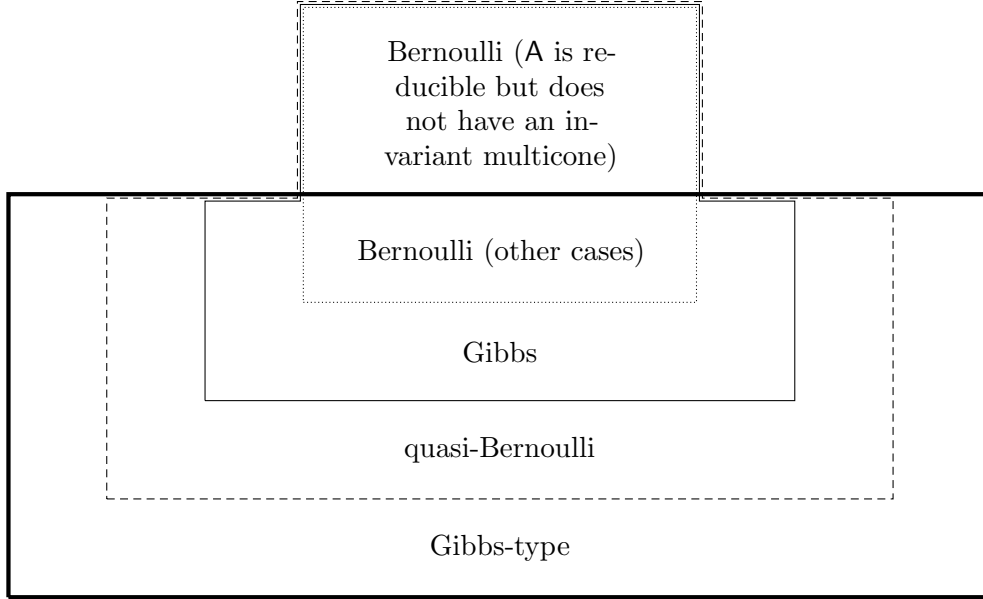 Bernoulli (A is re-
ducible but does
not have an in-
variant multicone)
Bernoulli (other cases)
Gibbs
quasi-Bernoulli
Gibbs-type